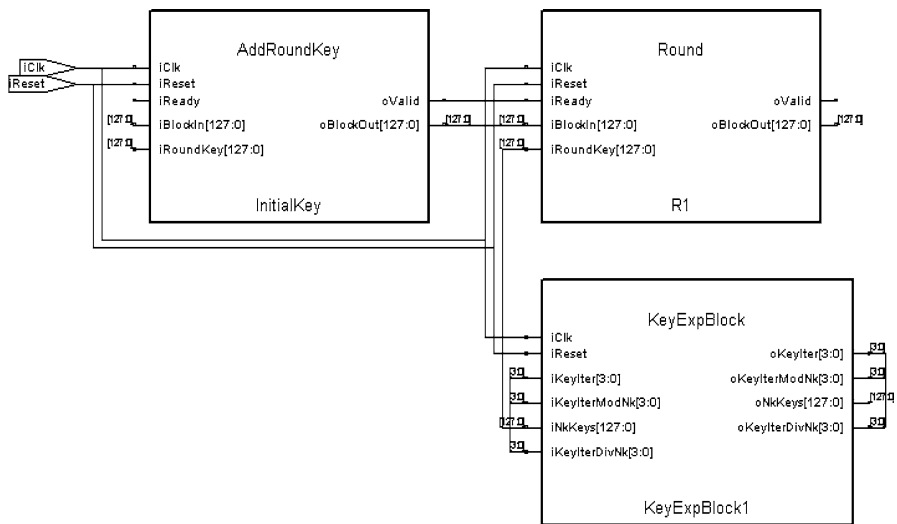 iClk
iReset
AddRoundKey
iClk
iReset
iReady
oValid
[127:0]
iBlockIn[127:0]
oBlockOut[127:0]
[127:0]
[127:0]
iRoundKey[127:0]
InitialKey
Round
iClk
iReset
iReady
oValid
[127:0]
iBlockIn[127:0]
oBlockOut[127:0]
[127:0]
[127:0]
iRoundKey[127:0]
R1
KeyExpBlock
iClk
iReset
oKeyIter[3:0]
[3:0]
[3:0]
iKeyIter[3:0]
oKeyIterModNk[3:0]
[3:0]
[3:0]
iKeyIterModNk[3:0]
oNkKeys[127:0]
[127:0]
[127:0]
iNkKeys[127:0]
oKeyIterDivNk[3:0]
[3:0]
[3:0]
iKeyIterDivNk[3:0]
KeyExpBlock1